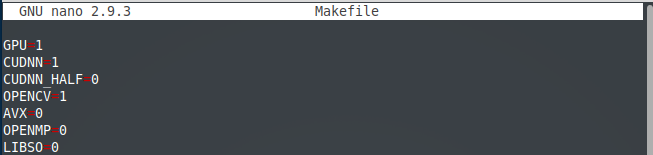 GNU nano 2.9.3 Makefile
GPU=1
CUDNN=1
CUDNN_HALF=0
OPENCV=1
AVX=0
OPENMP=0
LIBSO=0